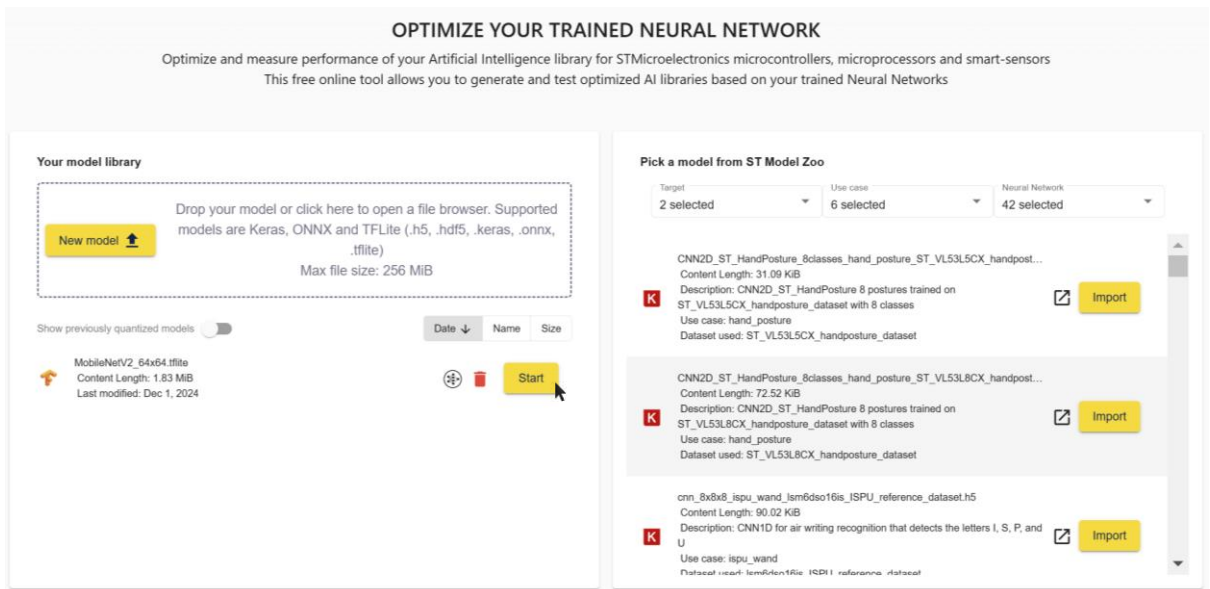 OPTIMIZE YOUR TRAINED NEURAL NETWORK
Optimize and measure performance of your Artificial Intelligence library for STMicroelectronics microcontrollers, microprocessors and smart-sensors
This free online tool allows you to generate and test optimized AI libraries based on your trained Neural Networks
Your model library
New model
Drop your model or click here to open a file browser. Supported
models are Keras, ONNX and TFLite (.h5, .hdf5, .keras, .onnx,
.tflite)
Max file size: 256 MiB
Show previously quantized models
Date
Name
Size
MobileNetV2_64x64.tflite
Content Length: 1.83 MiB
Last modified: Dec 1, 2024
Start
Pick a model from ST Model Zoo
Target
2 selected
Use case
6 selected
Neural Network
42 selected
CNN2D_ST_HandPosture_8classes_hand_posture_ST_VL53L5CX_handpost...
Content Length: 31.09 KiB
Description: CNN2D_ST_HandPosture 8 postures trained on
ST_VL53L5CX_handposture_dataset with 8 classes
Use case: hand_posture
Dataset used: ST_VL53L5CX_handposture_dataset
K
Import
CNN2D_ST_HandPosture_8classes_hand_posture_ST_VL53L8CX_handpost...
Content Length: 72.52 KiB
Description: CNN2D_ST_HandPosture 8 postures trained on
ST_VL53L8CX_handposture_dataset with 8 classes
Use case: hand_posture
Dataset used: ST_VL53L8CX_handposture_dataset
K
Import
cnn_8x8x8_ispu_wand_lsm6dso16is_ISPU_reference_dataset.h5
Content Length: 90.02 KiB
Description: CNN1D for air writing recognition that detects the letters I, S, P, and
U
Use case: ispu_wand
Dataset used: lsm6dso16is_ISPU_reference_dataset
K
Import